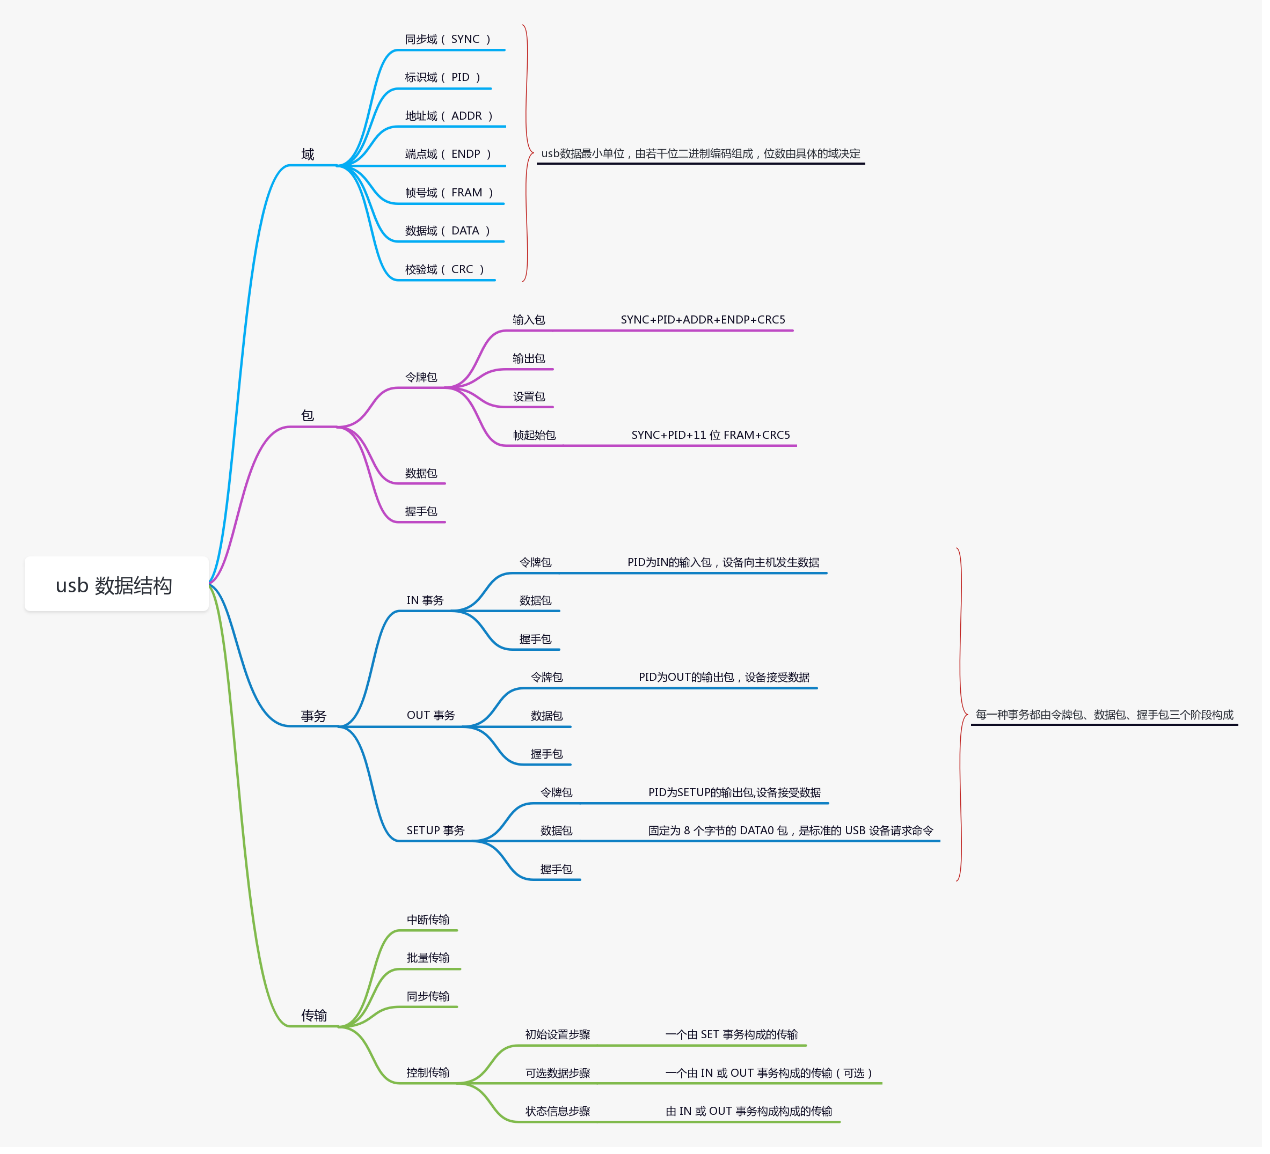 同步域（ SYNC ）
标识域（ PID ）
地址域（ ADDR ）
端点域（ ENDP ）
帧号域（ FRAM ）
数据域（ DATA ）
校验域（ CRC ）
域
usb数据最小单位，由若干位二进制编码组成，位数由具体的域决定
输入包
SYNC+PID+ADDR+ENDP+CRC5
输出包
令牌包
设置包
包
帧起始包
SYNC+PID+11 位 FRAM+CRC5
数据包
握手包
usb 数据结构
令牌包
PID为IN的输入包，设备向主机发生数据
IN 事务
数据包
握手包
令牌包
PID为OUT的输出包，设备接受数据
事务
OUT 事务
数据包
握手包
每一种事务都由令牌包、数据包、握手包三个阶段构成
令牌包
PID为SETUP的输出包,设备接受数据
SETUP 事务
数据包
固定为 8 个字节的 DATA0 包，是标准的 USB 设备请求命令
握手包
中断传输
批量传输
同步传输
传输
初始设置步骤
一个由 SET 事务构成的传输
控制传输
可选数据步骤
一个由 IN 或 OUT 事务构成的传输（可选）
状态信息步骤
由 IN 或 OUT 事务构成构成的传输